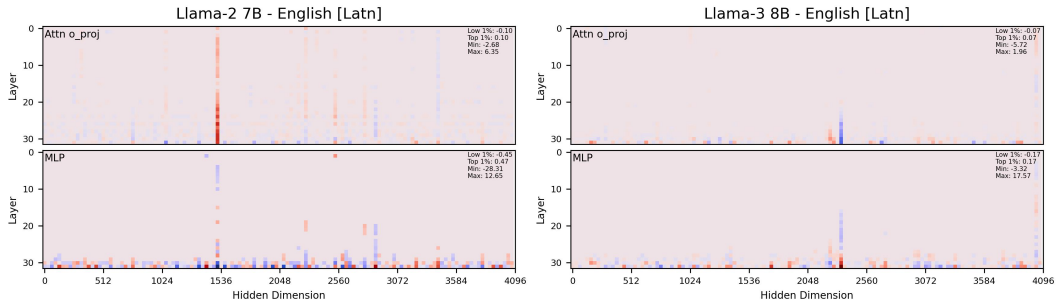 Llama-2 7B - English [Latn]
Attn o_proj
Low 1%: -0.10
Top 1%: 0.10
Min: -2.68
Max: 6.35
0
10
20
30
Layer
MLP
Low 1%: -0.45
Top 1%: 0.47
Min: -28.31
Max: 12.65
0
10
20
30
Layer
0 512 1024 1536 2048 2560 3072 3584 4096
Hidden Dimension
Llama-3 8B - English [Latn]
Attn o_proj
Low 1%: -0.07
Top 1%: 0.07
Min: -5.72
Max: 1.96
0
10
20
30
Layer
MLP
Low 1%: -0.17
Top 1%: 0.17
Min: -3.32
Max: 17.57
0
10
20
30
Layer
0 512 1024 1536 2048 2560 3072 3584 4096
Hidden Dimension